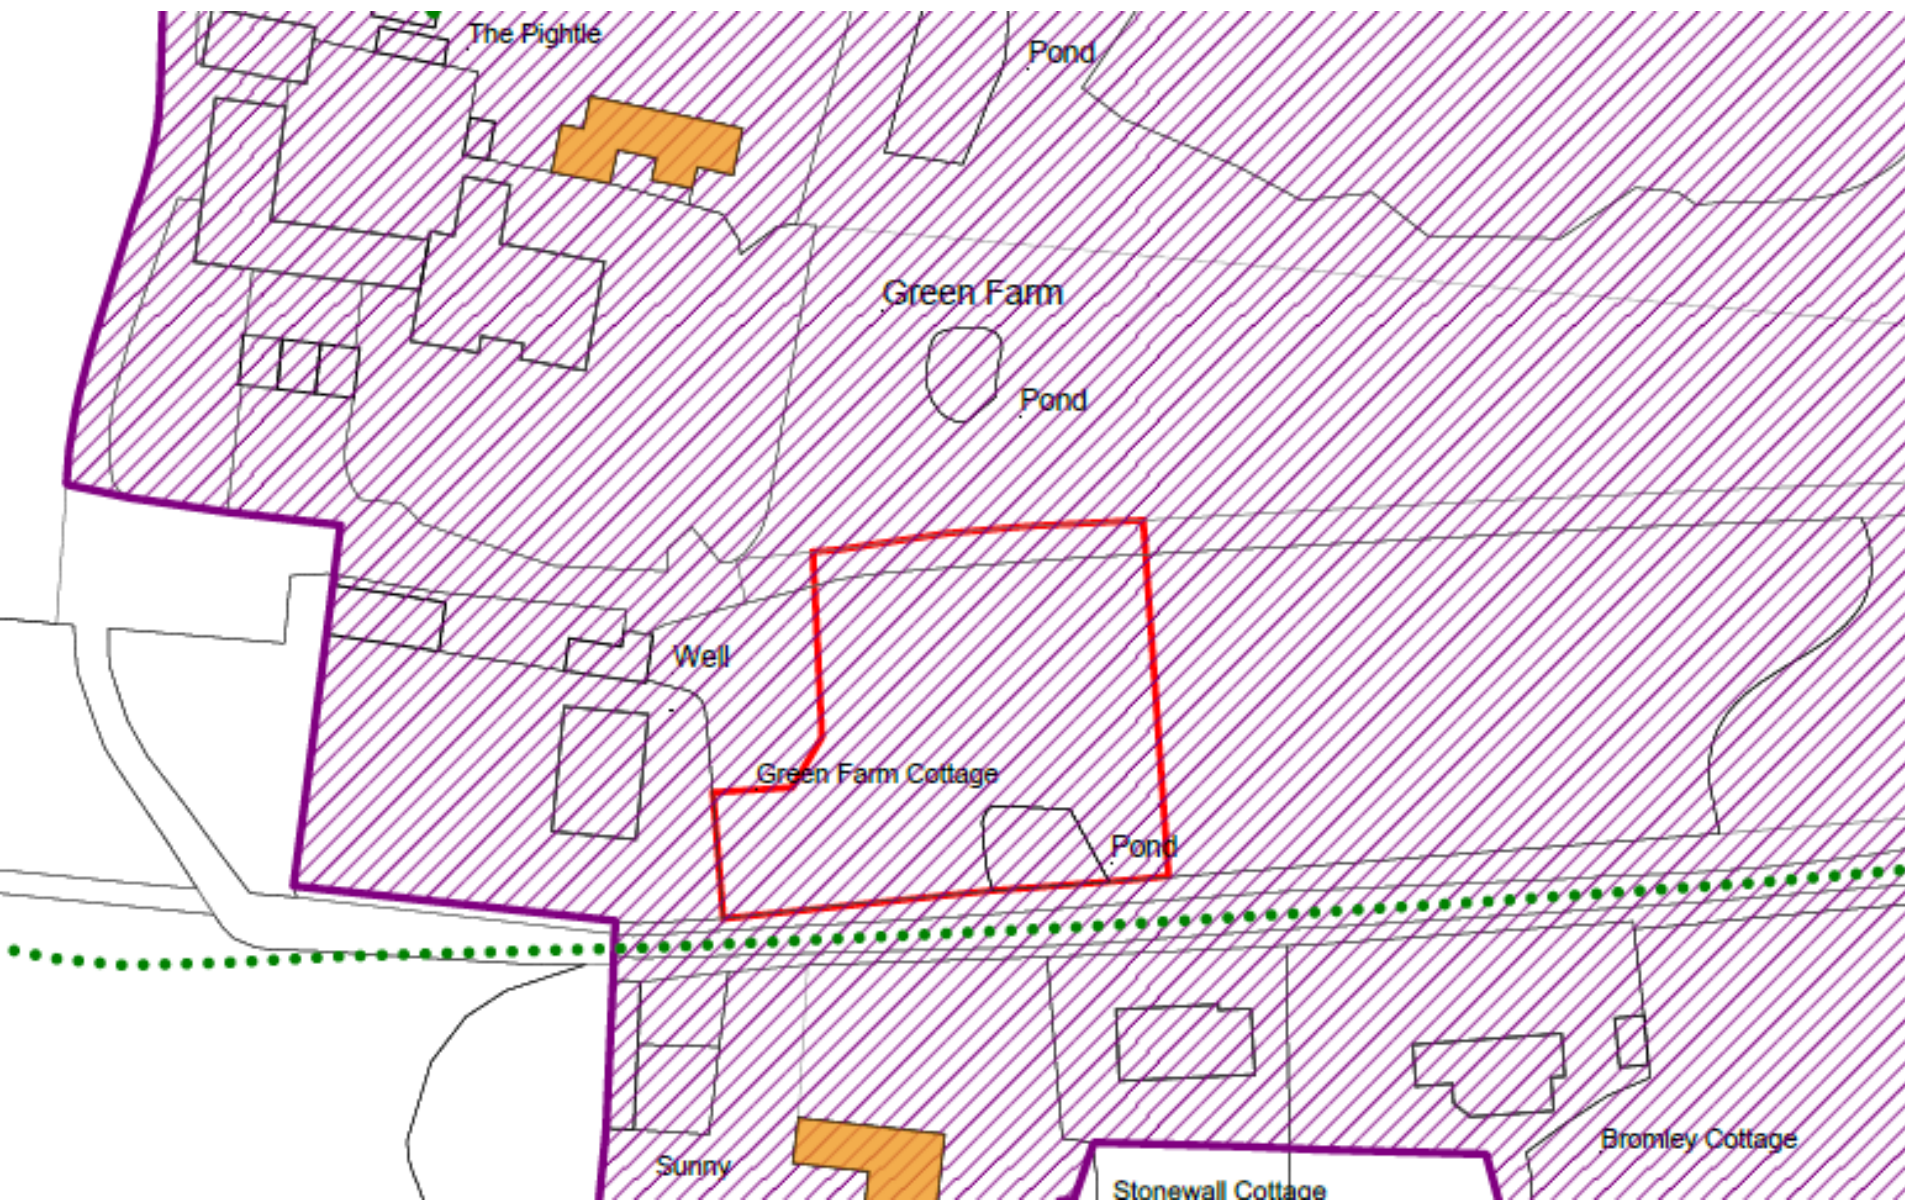 The Pightle
Pond
Green Farm
Pond
Well
Green Farm Cottage
Pond
Bromley Cottage
Sunny
Stonewall Cottage